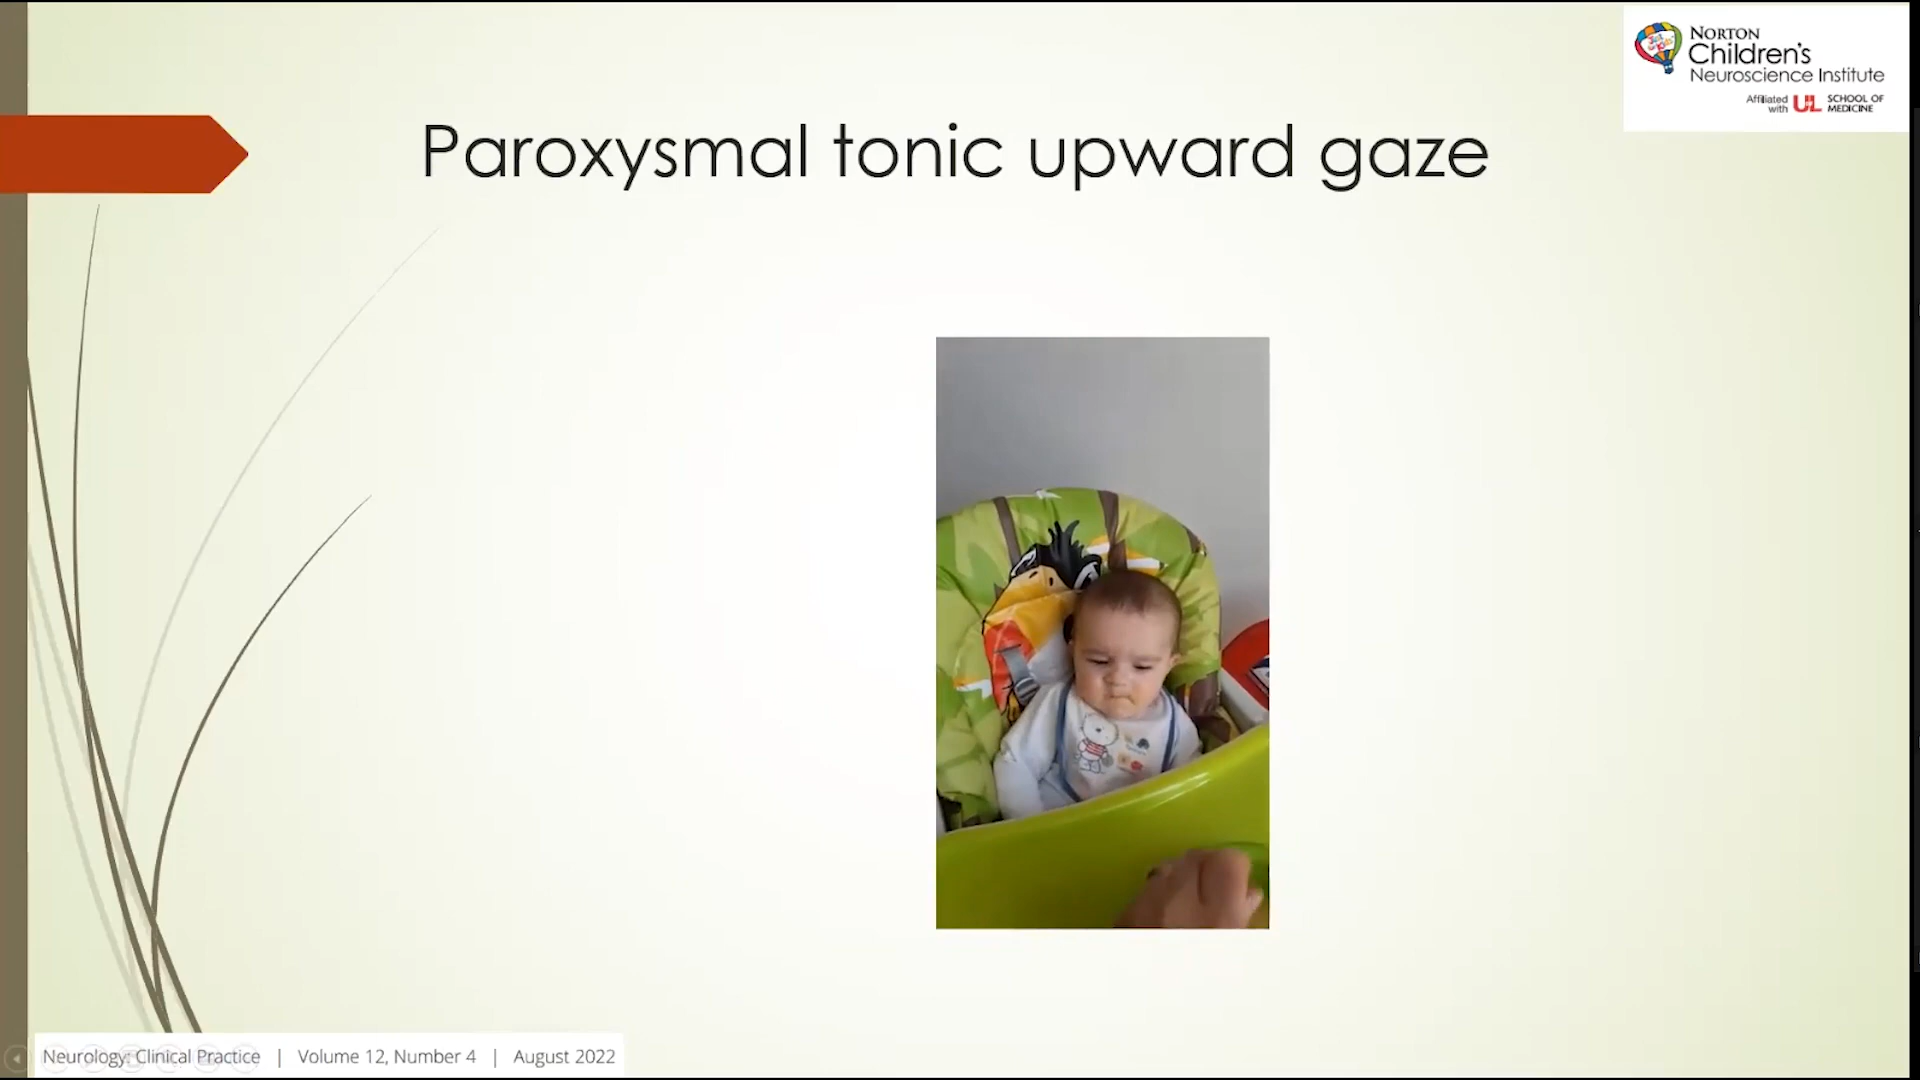 NORTON
Children's
Neuroscience Institute
Affiliated with UL SCHOOL OF MEDICINE
Paroxysmal tonic upward gaze
Neurology: Clinical Practice | Volume 12, Number 4 | August 2022